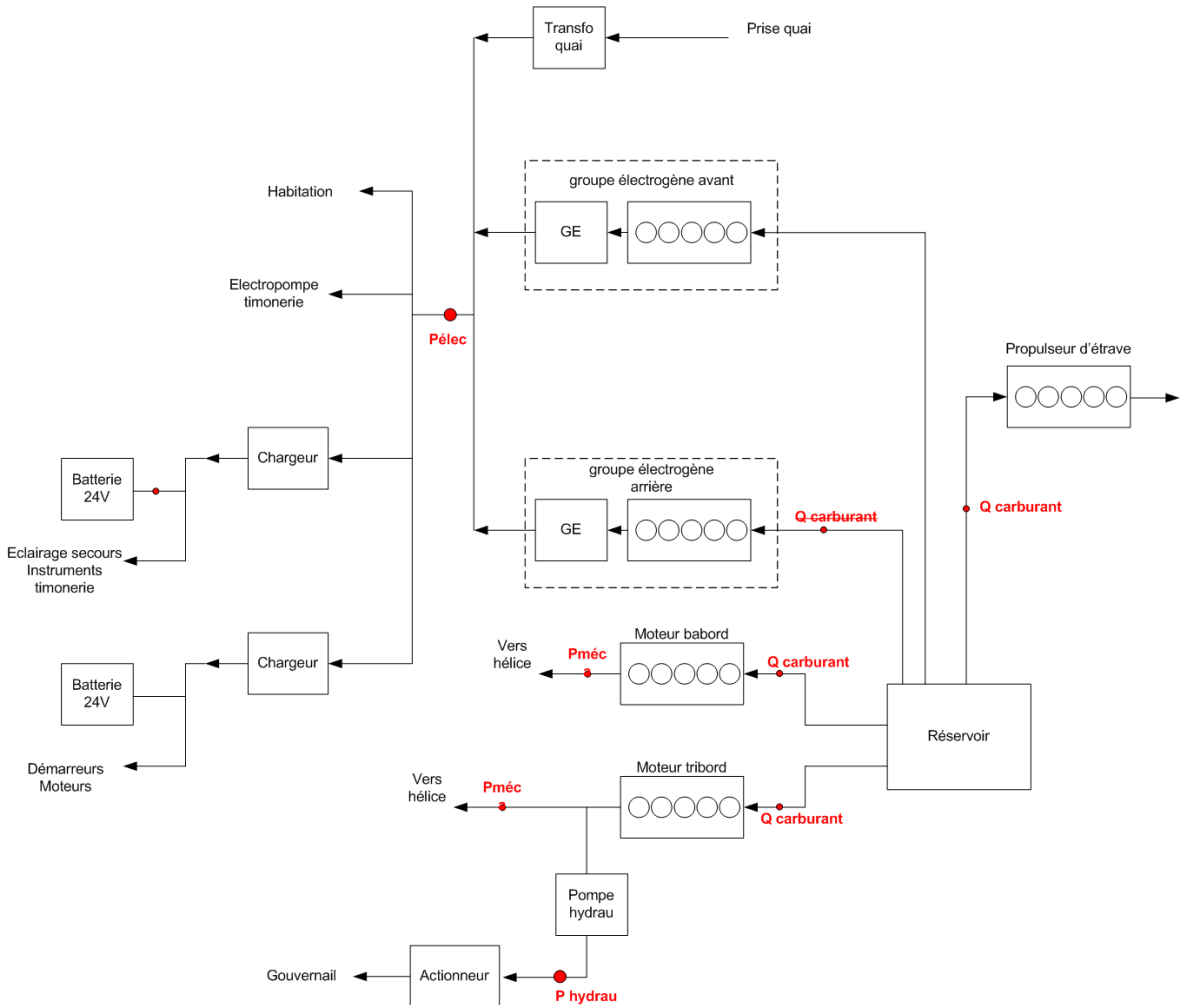 Transfo
quai
Prise quai
groupe électrogène avant
Habitation
GE
Electropompe
timonerie
Pélec
Propulseur d'étrave
Chargeur
Batterie
24V
groupe électrogène
arrière
GE
Q carburant
Q carburant
Eclairage secours
Instruments
timonerie
Moteur babord
Vers
hélice
Pméc
a
Q carburant
Chargeur
Batterie
24V
Réservoir
Démarreurs
Moteurs
Moteur tribord
Vers
hélice
Pméc
a
Q carburant
Pompe
hydrau
Gouvernail
Actionneur
P hydrau